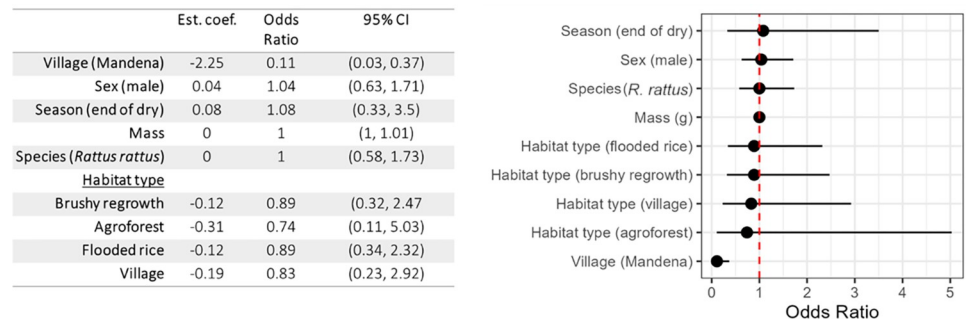 Est. coef. Odds Ratio 95% CI
Village (Mandena) -2.25 0.11 (0.03, 0.37)
Sex (male) 0.04 1.04 (0.63, 1.71)
Season (end of dry) 0.08 1.08 (0.33, 3.5)
Mass 0 1 (1, 1.01)
Species (Rattus rattus) 0 1 (0.58, 1.73)
Habitat type
Brushy regrowth -0.12 0.89 (0.32, 2.47
Agroforest -0.31 0.74 (0.11, 5.03)
Flooded rice -0.12 0.89 (0.34, 2.32)
Village -0.19 0.83 (0.23, 2.92)
Season (end of dry)
Sex (male)
Species (R. rattus)
Mass (g)
Habitat type (flooded rice)
Habitat type (brushy regrowth)
Habitat type (village)
Habitat type (agroforest)
Village (Mandena)
0 1 2 3 4 5
Odds Ratio